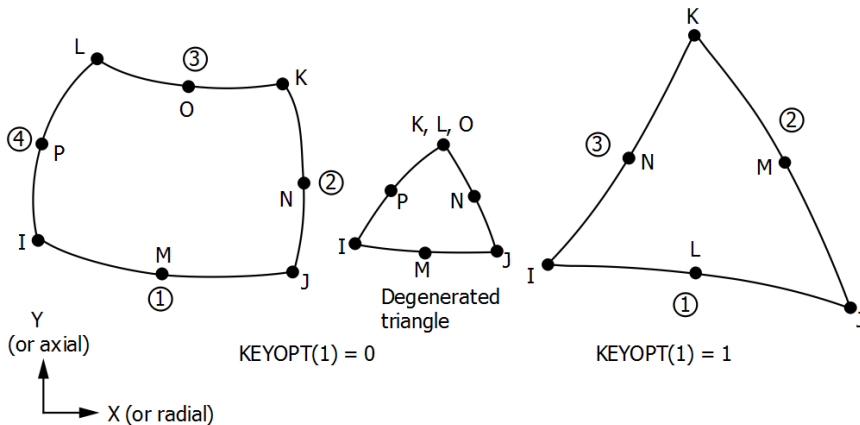 L
③
O
K
④
P
N
②
I
M
①
J
K, L, O
P
N
I
M
J
Degenerated
triangle
KEYOPT(1) = 0
K
③
N
②
M
I
L
①
J
KEYOPT(1) = 1
Y
(or axial)
X (or radial)